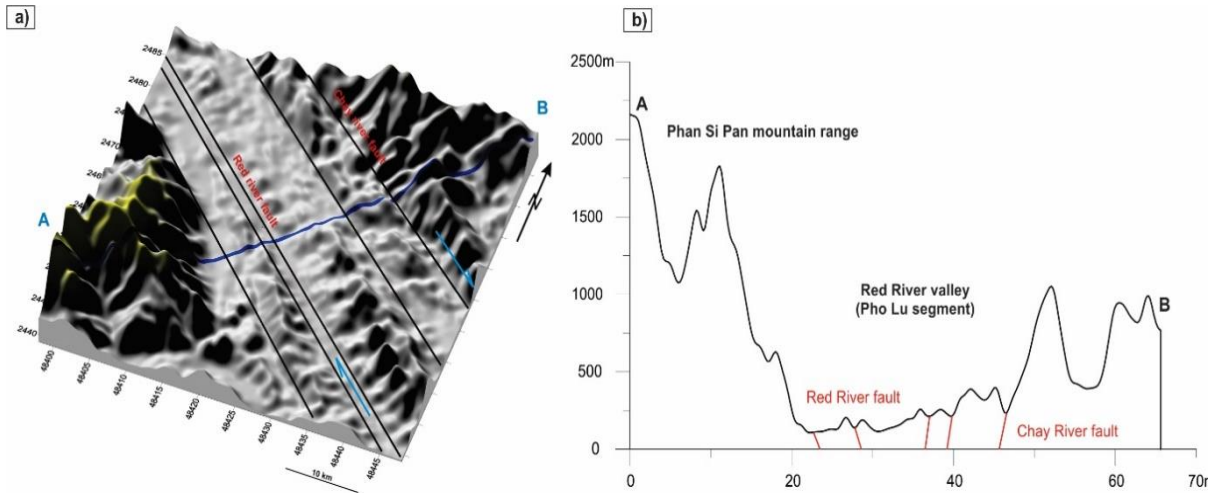 a)
2485
2480
2470
2440
A
B
Red river fault
Chay river fault
N
48400
48405
48410
48415
48420
48425
48430
48435
48440
48445
10 km
b)
2500m
2000
1500
1000
500
0
A
Phan Si Pan mountain range
Red River valley
(Pho Lu segment)
B
Red River fault
Chay River fault
0
20
40
60